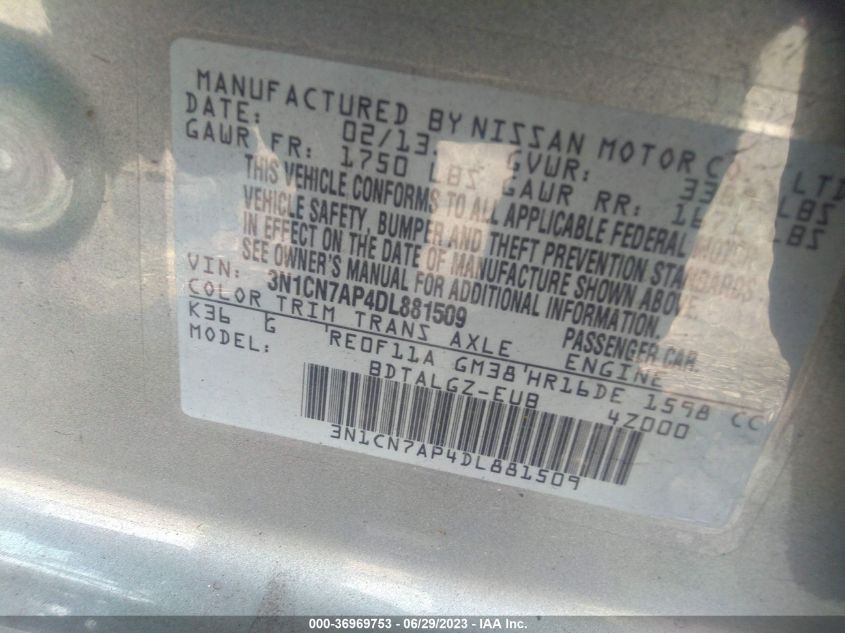 MANUFACTURED BY NISSAN MOTOR CO. LTD
DATE: 02/13 GVWR: LBS
GAWR FR: 1750 LBS GAWR RR: LBS
THIS VEHICLE CONFORMS TO ALL APPLICABLE FEDERAL MOTOR
VEHICLE SAFETY, BUMPER AND THEFT PREVENTION STANDARDS
IN EFFECT ON THE DATE OF MANUFACTURE SHOWN ABOVE.
SEE OWNER'S MANUAL FOR ADDITIONAL INFORMATION.
VIN: 3N1CN7AP4DL881509 PASSENGER CAR
COLOR TRIM TRANS AXLE ENGINE
K36 G RE0F11A GM38 HR16DE 1598 CC
MODEL: BDTALGZ-EUB 4Z000
3N1CN7AP4DL881509
000-36969753 - 06/29/2023 - IAA Inc.